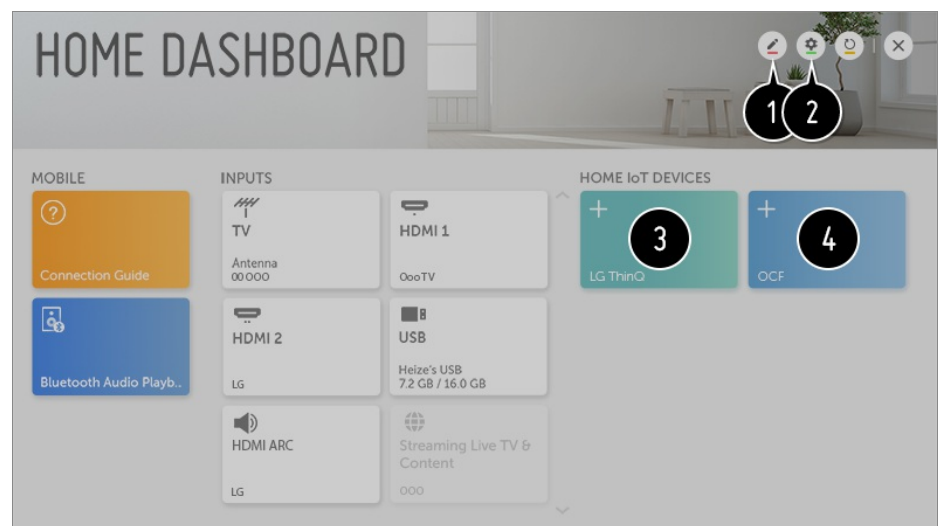 HOME DASHBOARD
1
2
MOBILE
INPUTS
HOME IoT DEVICES
?
Connection Guide
TV
Antenna
00 000
HDMI 1
OooTV
3
LG ThinQ
4
OCF
Bluetooth Audio Playb..
HDMI 2
LG
USB
Heize's USB
7.2 GB / 16.0 GB
HDMI ARC
LG
Streaming Live TV &
Content
000